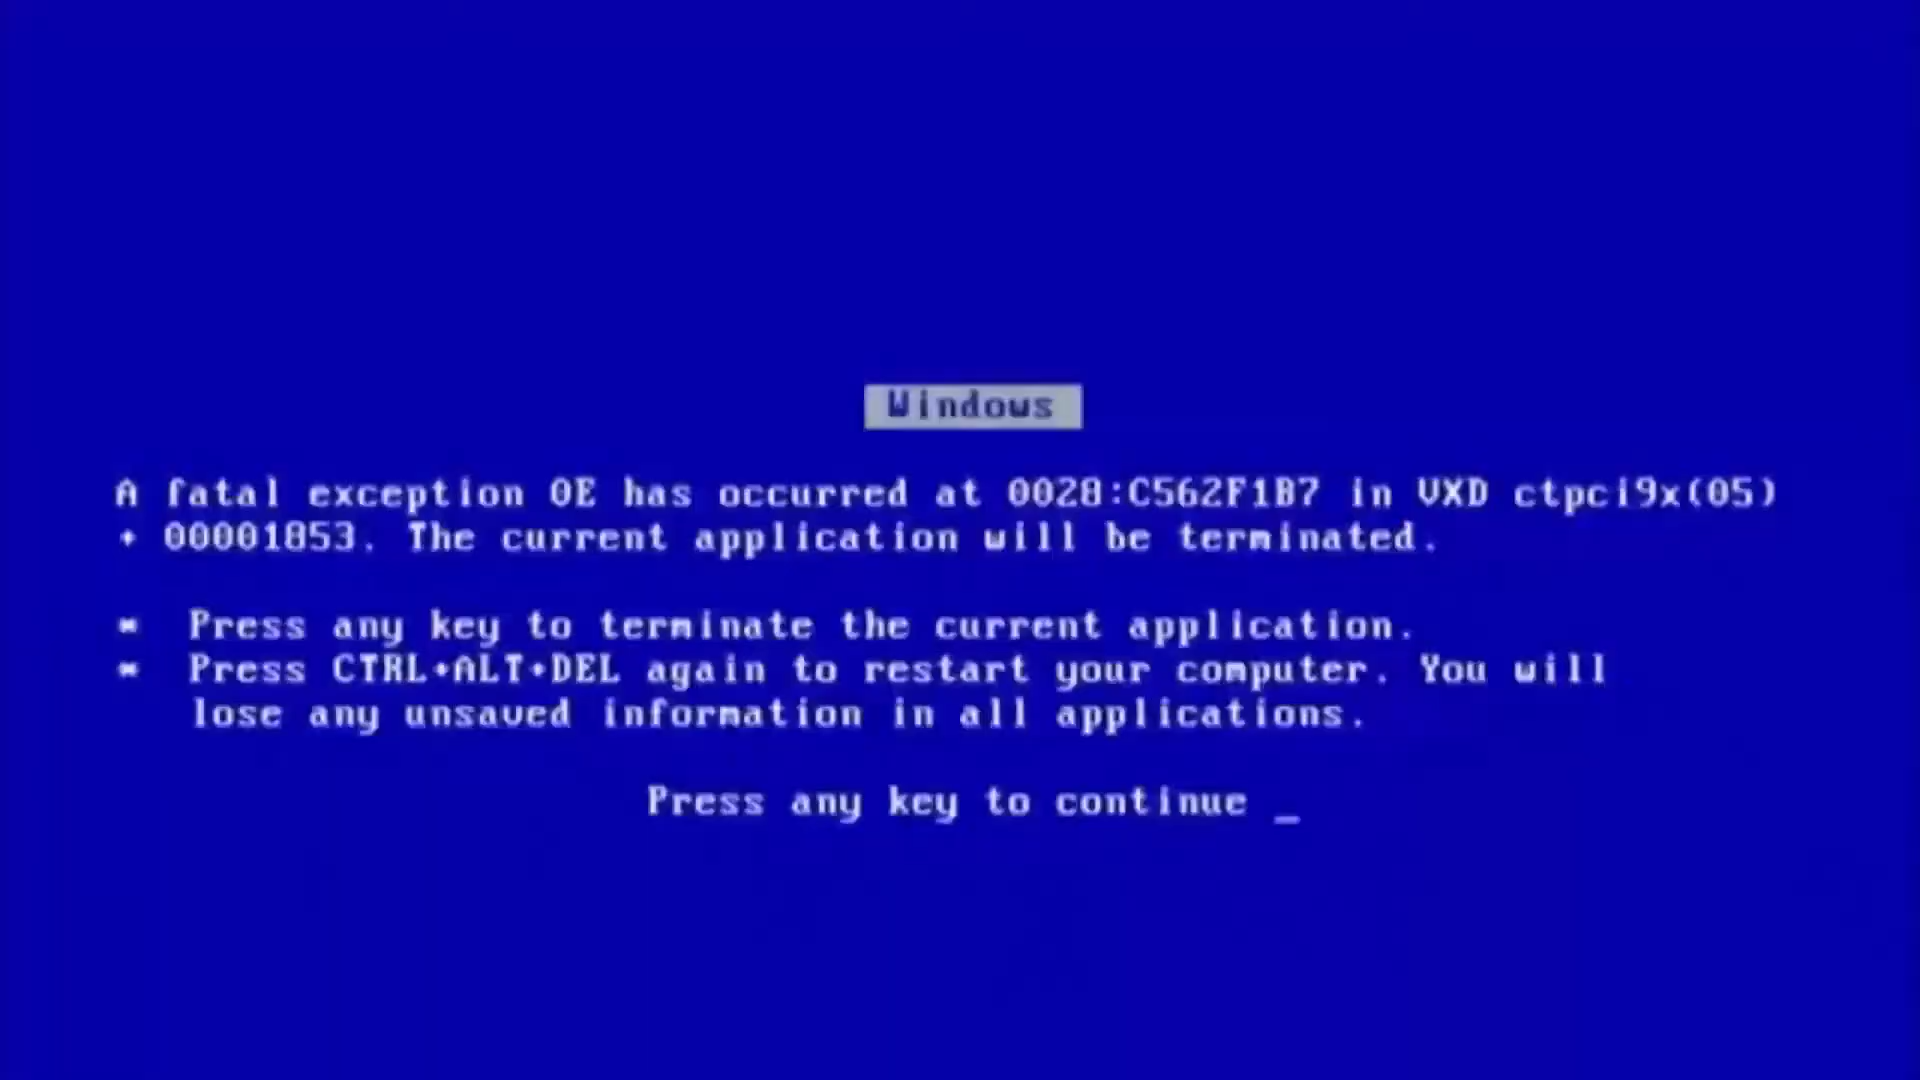 Windows
A fatal exception 0E has occurred at 0028:C562F1B7 in VXD ctpci9x(05)
+ 00001853. The current application will be terminated.
* Press any key to terminate the current application.
* Press CTRL+ALT+DEL again to restart your computer. You will
lose any unsaved information in all applications.
Press any key to continue _